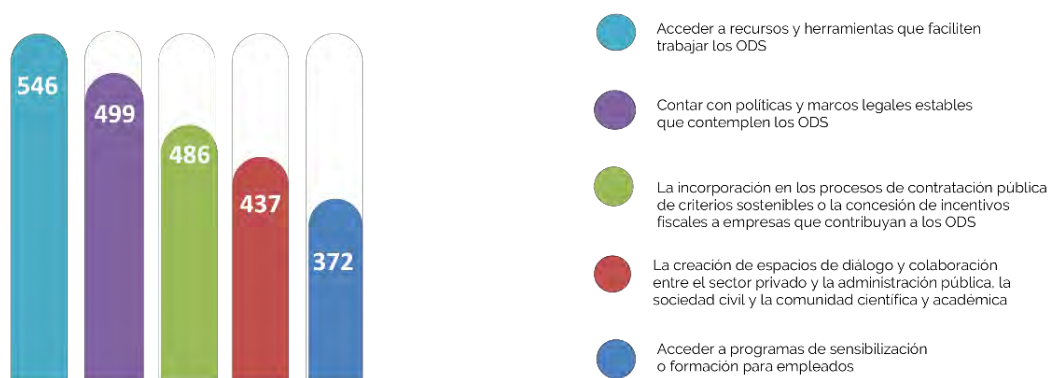 546
499
486
437
372
Acceder a recursos y herramientas que faciliten
trabajar los ODS
Contar con políticas y marcos legales estables
que contemplen los ODS
La incorporación en los procesos de contratación pública
de criterios sostenibles o la concesión de incentivos
fiscales a empresas que contribuyan a los ODS
La creación de espacios de diálogo y colaboración
entre el sector privado y la administración pública, la
sociedad civil y la comunidad científica y académica
Acceder a programas de sensibilización
o formación para empleados